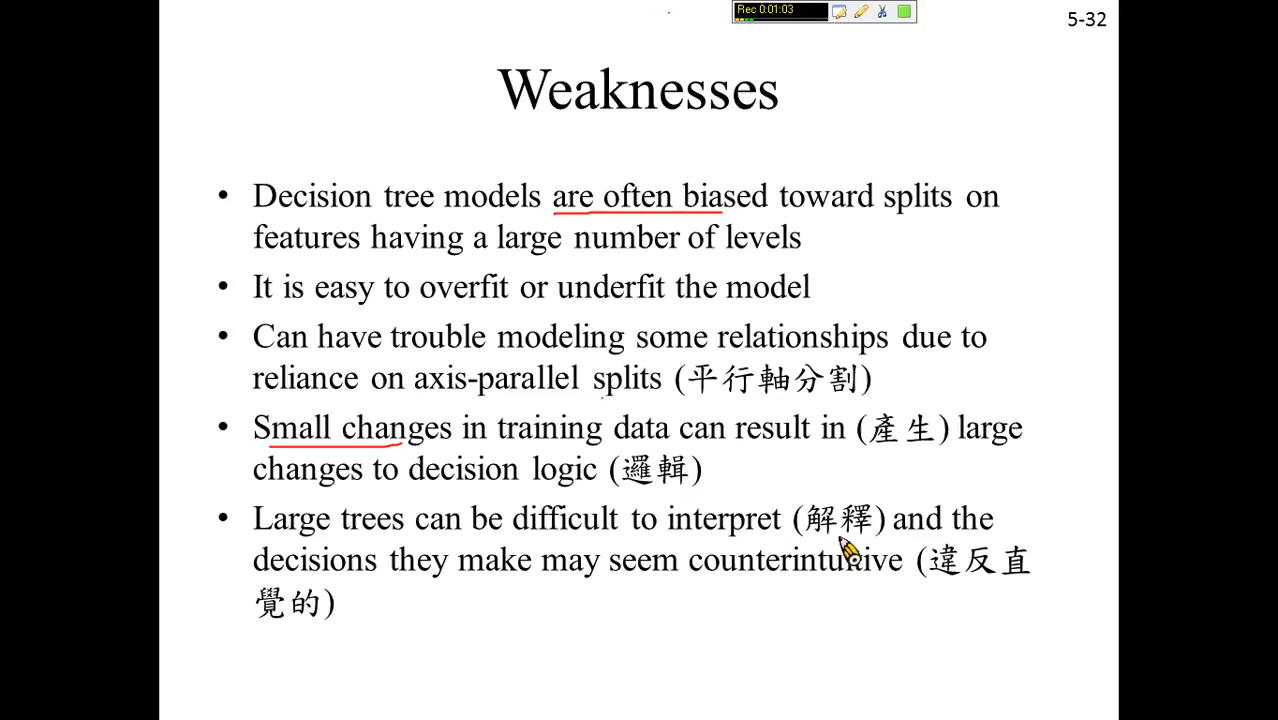 Rec 0:01:03
5-32
Weaknesses
• Decision tree models are often biased toward splits on
features having a large number of levels
• It is easy to overfit or underfit the model
• Can have trouble modeling some relationships due to
reliance on axis-parallel splits (平行軸分割)
• Small changes in training data can result in (產生) large
changes to decision logic (邏輯)
• Large trees can be difficult to interpret (解釋) and the
decisions they make may seem counterintuitive (違反直
覺的)